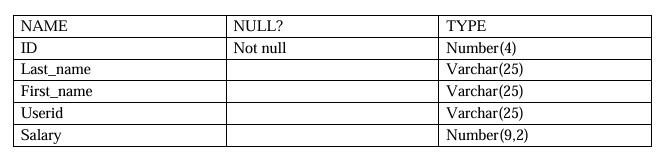 NAME NULL? TYPE
ID Not null Number(4)
Last_name Varchar(25)
First_name Varchar(25)
Userid Varchar(25)
Salary Number(9,2)